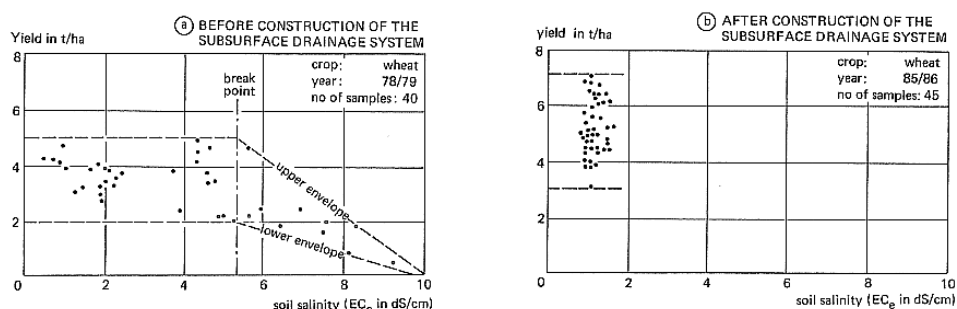 ⓐ BEFORE CONSTRUCTION OF THE
SUBSURFACE DRAINAGE SYSTEM
Yield in t/ha
crop: wheat
year: 78/79
no of samples: 40
break
point
upper envelope
lower envelope
8
6
4
2
0
0 2 4 6 8 10
soil salinity (ECe in dS/cm)
ⓑ AFTER CONSTRUCTION OF THE
SUBSURFACE DRAINAGE SYSTEM
yield in t/ha
crop: wheat
year: 85/86
no of samples: 45
8
6
4
2
0
0 2 4 6 8 10
soil salinity (ECe in dS/cm)